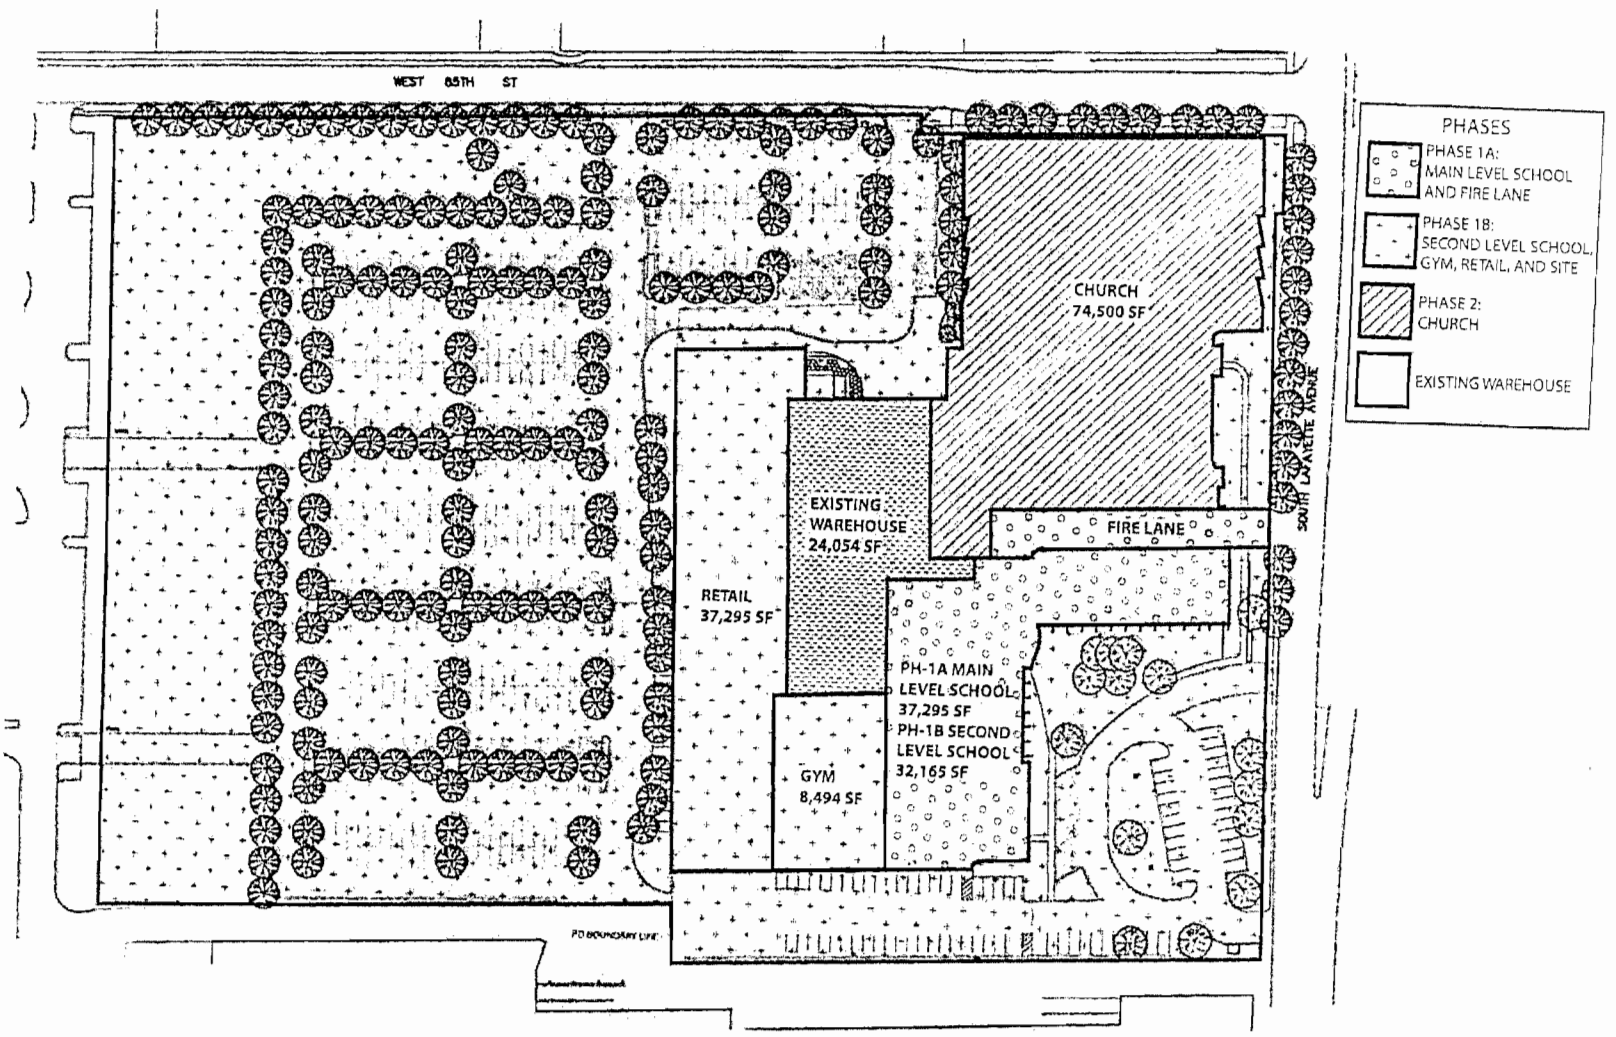 WEST 85TH ST
PHASES
PHASE 1A:
MAIN LEVEL SCHOOL
AND FIRE LANE
PHASE 1B:
SECOND LEVEL SCHOOL,
GYM, RETAIL, AND SITE
PHASE 2:
CHURCH
EXISTING WAREHOUSE
CHURCH
74,500 SF
SOUTH LAFAYETTE AVENUE
EXISTING
WAREHOUSE
24,054 SF
FIRE LANE
RETAIL
37,295 SF
PH-1A MAIN
LEVEL SCHOOL
37,295 SF
PH-1B SECOND
LEVEL SCHOOL
32,165 SF
GYM
8,494 SF
PD BOUNDARY LINE